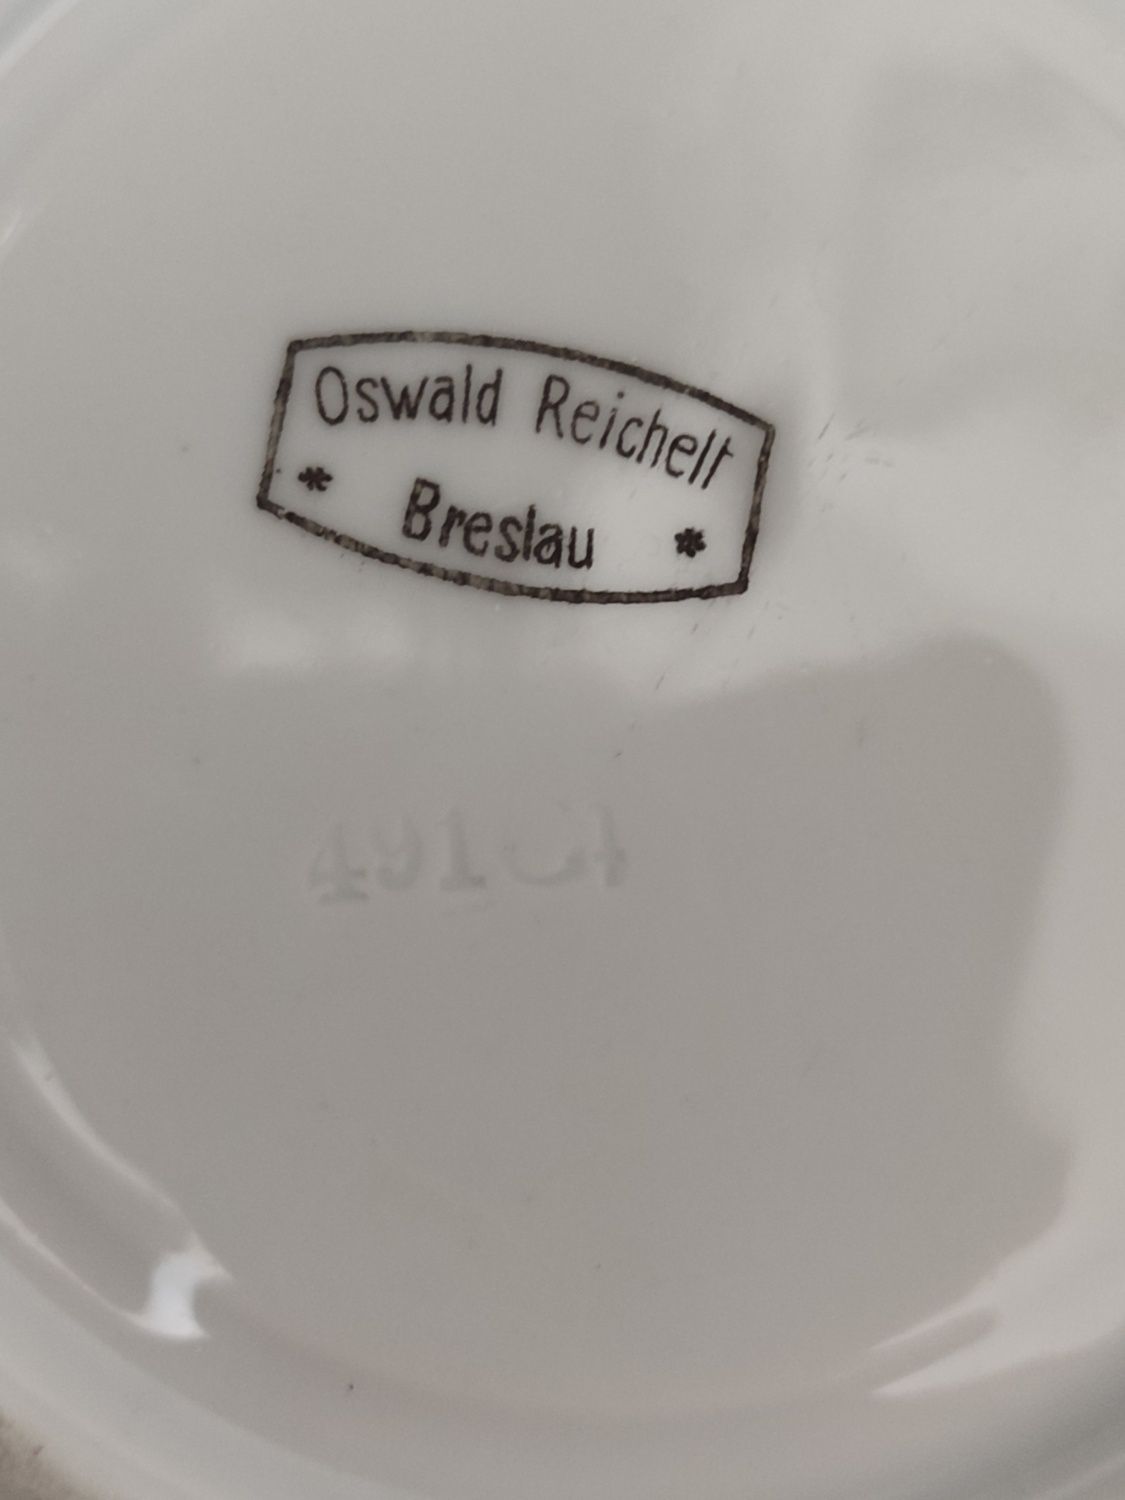 Oswald Reichelt
* Breslau *